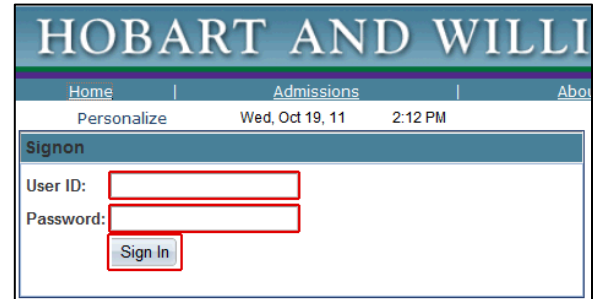 HOBART AND WILLI
Home | Admissions | Abou
Personalize Wed, Oct 19, 11 2:12 PM
Signon
User ID:
Password:
Sign In